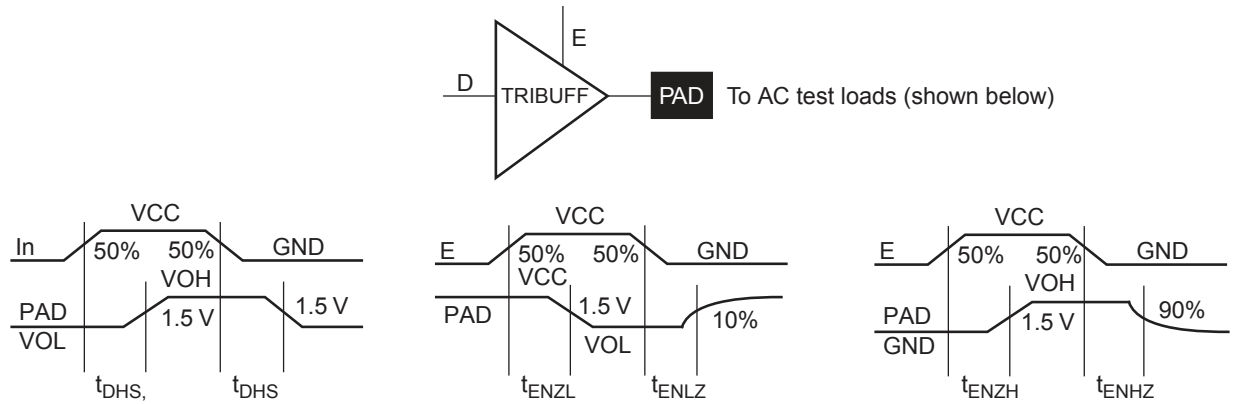 E
D
TRIBUFF
PAD
To AC test loads (shown below)
VCC
In
50%
50%
GND
VOH
PAD
1.5 V
1.5 V
VOL
tDHS,
tDHS
VCC
E
50%
50%
GND
VCC
PAD
1.5 V
10%
VOL
tENZL
tENLZ
VCC
E
50%
50%
GND
VOH
PAD
1.5 V
90%
GND
tENZH
tENHZ